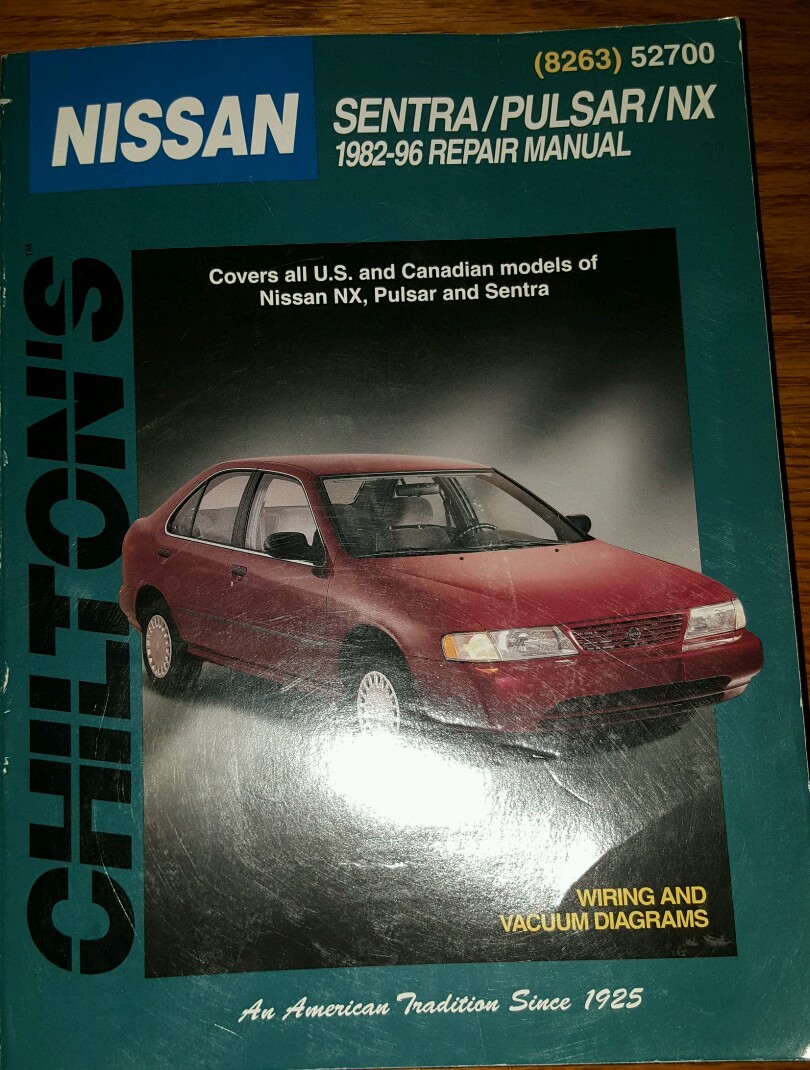 (8263) 52700
NISSAN
SENTRA/PULSAR/NX
1982-96 REPAIR MANUAL
CHILTON'S™
Covers all U.S. and Canadian models of
Nissan NX, Pulsar and Sentra
WIRING AND
VACUUM DIAGRAMS
An American Tradition Since 1925